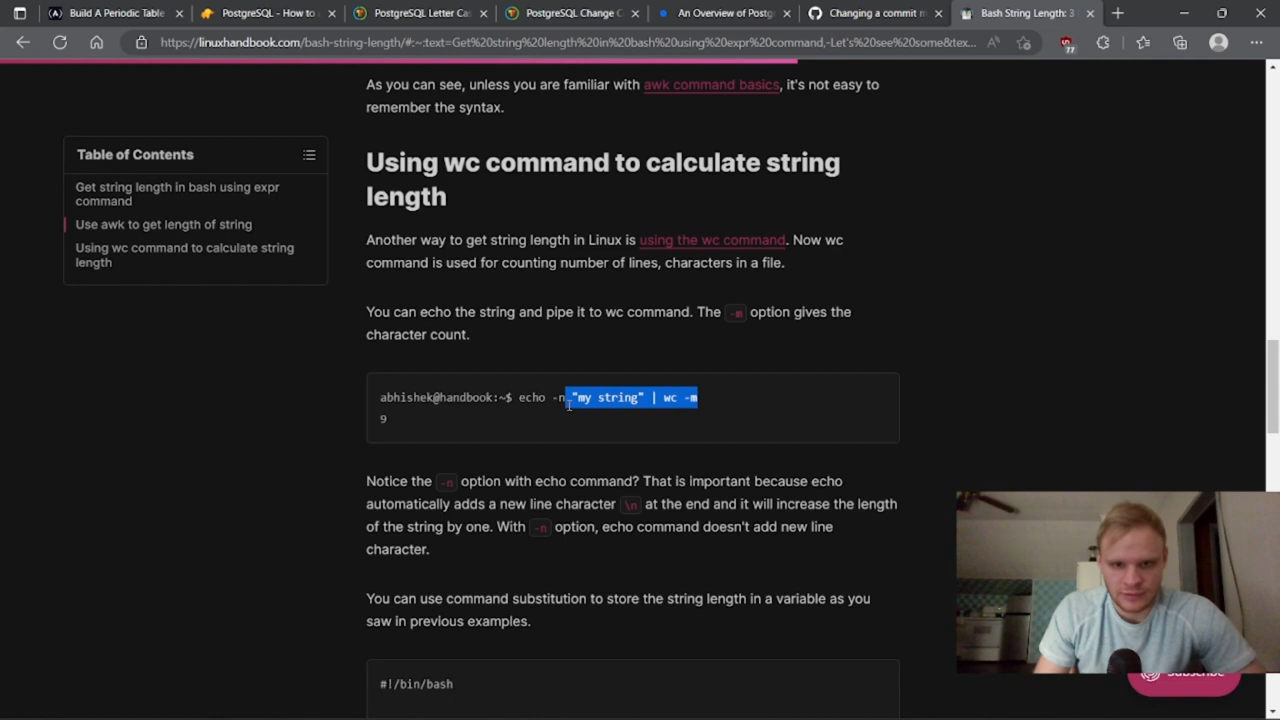 Build A Periodic Table
PostgreSQL - How to
PostgreSQL Letter Cas
PostgreSQL Change C
An Overview of Postg
Changing a commit m
Bash String Length: 3
https://linuxhandbook.com/bash-string-length/#:~:text=Get%20string%20length%20in%20bash%20using%20expr%20command,-Let's%20see%20some&tex...
77
As you can see, unless you are familiar with awk command basics, it's not easy to
remember the syntax.
Table of Contents
Get string length in bash using expr
command
Use awk to get length of string
Using wc command to calculate string
length
Using wc command to calculate string
length
Another way to get string length in Linux is using the wc command. Now wc
command is used for counting number of lines, characters in a file.
You can echo the string and pipe it to wc command. The -m option gives the
character count.
abhishek@handbook:~$ echo -n "my string" | wc -m
9
Notice the -n option with echo command? That is important because echo
automatically adds a new line character \n at the end and it will increase the length
of the string by one. With -n option, echo command doesn't add new line
character.
You can use command substitution to store the string length in a variable as you
saw in previous examples.
#!/bin/bash
Subscribe